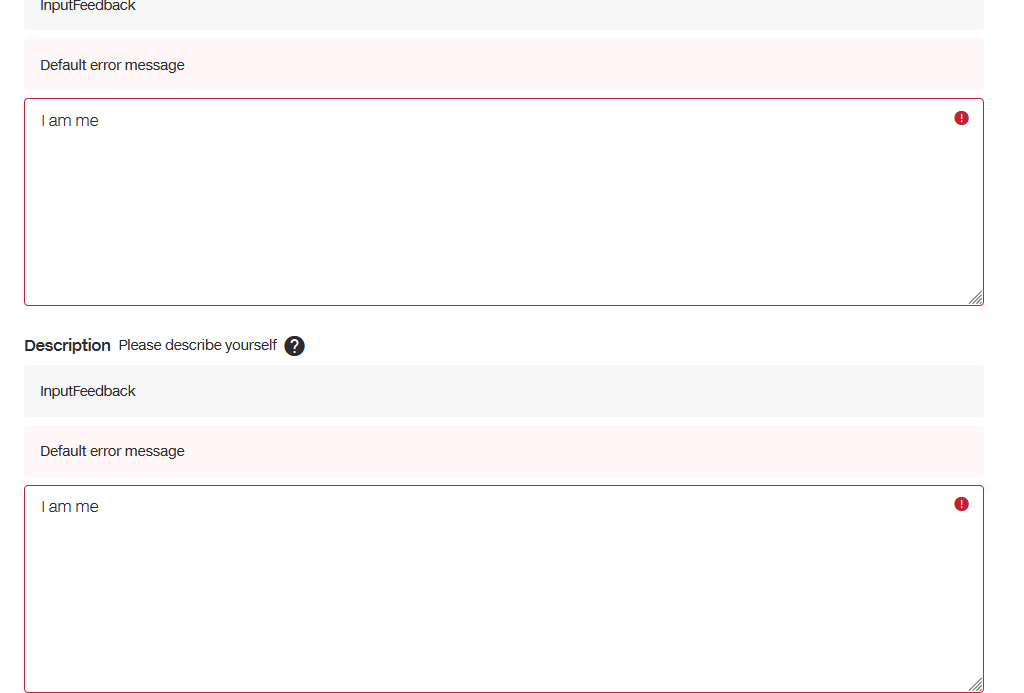 InputFeedback
Default error message
I am me
Description Please describe yourself
InputFeedback
Default error message
I am me